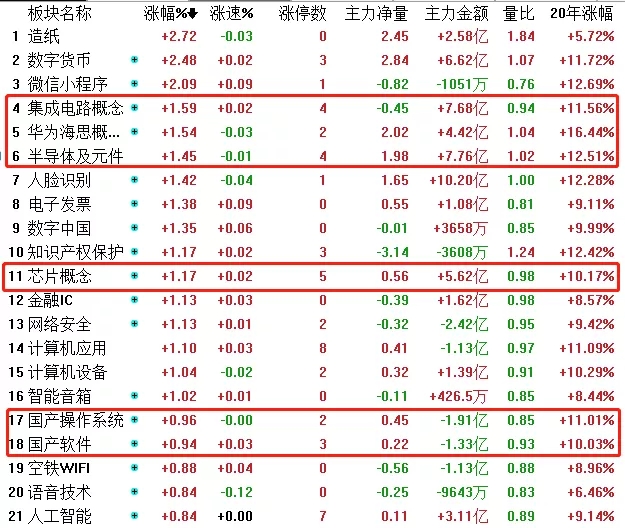 板块名称 涨幅%↓ 涨速% 涨停数 主力净量 主力金额 量比 20年涨幅
1 造纸 +2.72 -0.03 0 2.45 +2.58亿 1.84 +5.72%
2 数字货币 +2.48 +0.02 3 2.84 +6.62亿 1.07 +11.72%
3 微信小程序 +2.09 +0.09 1 -0.82 -1051万 0.76 +12.69%
4 集成电路概念 +1.59 +0.02 4 -0.45 +7.68亿 0.94 +11.56%
5 华为海思概... +1.54 -0.03 2 2.02 +4.42亿 1.04 +16.44%
6 半导体及元件 +1.45 -0.01 4 1.98 +7.76亿 1.02 +12.51%
7 人脸识别 +1.42 -0.04 1 1.65 +10.20亿 1.00 +12.28%
8 电子发票 +1.38 +0.09 0 0.55 +1.08亿 0.81 +9.11%
9 数字中国 +1.35 +0.06 0 -0.01 +3658万 0.85 +9.99%
10 知识产权保护 +1.17 +0.02 3 -3.14 -3608万 1.24 +12.42%
11 芯片概念 +1.17 +0.02 5 0.56 +5.62亿 0.98 +10.17%
12 金融IC +1.13 +0.03 0 -0.39 +1.62亿 0.98 +8.57%
13 网络安全 +1.13 +0.01 2 -0.32 -2.42亿 0.95 +9.42%
14 计算机应用 +1.10 +0.03 8 0.41 -1.13亿 0.97 +11.09%
15 计算机设备 +1.04 -0.02 2 0.32 +1.39亿 0.91 +10.29%
16 智能音箱 +1.02 +0.01 0 -0.11 +426.5万 0.85 +8.44%
17 国产操作系统 +0.96 -0.00 2 0.45 -1.91亿 0.85 +11.01%
18 国产软件 +0.94 +0.03 3 0.22 -1.33亿 0.93 +10.03%
19 空铁WIFI +0.88 +0.04 0 -0.56 -1.13亿 0.88 +8.96%
20 语音技术 +0.84 -0.12 0 -0.25 -9643万 0.83 +6.46%
21 人工智能 +0.84 +0.00 7 0.11 +3.11亿 0.89 +9.14%